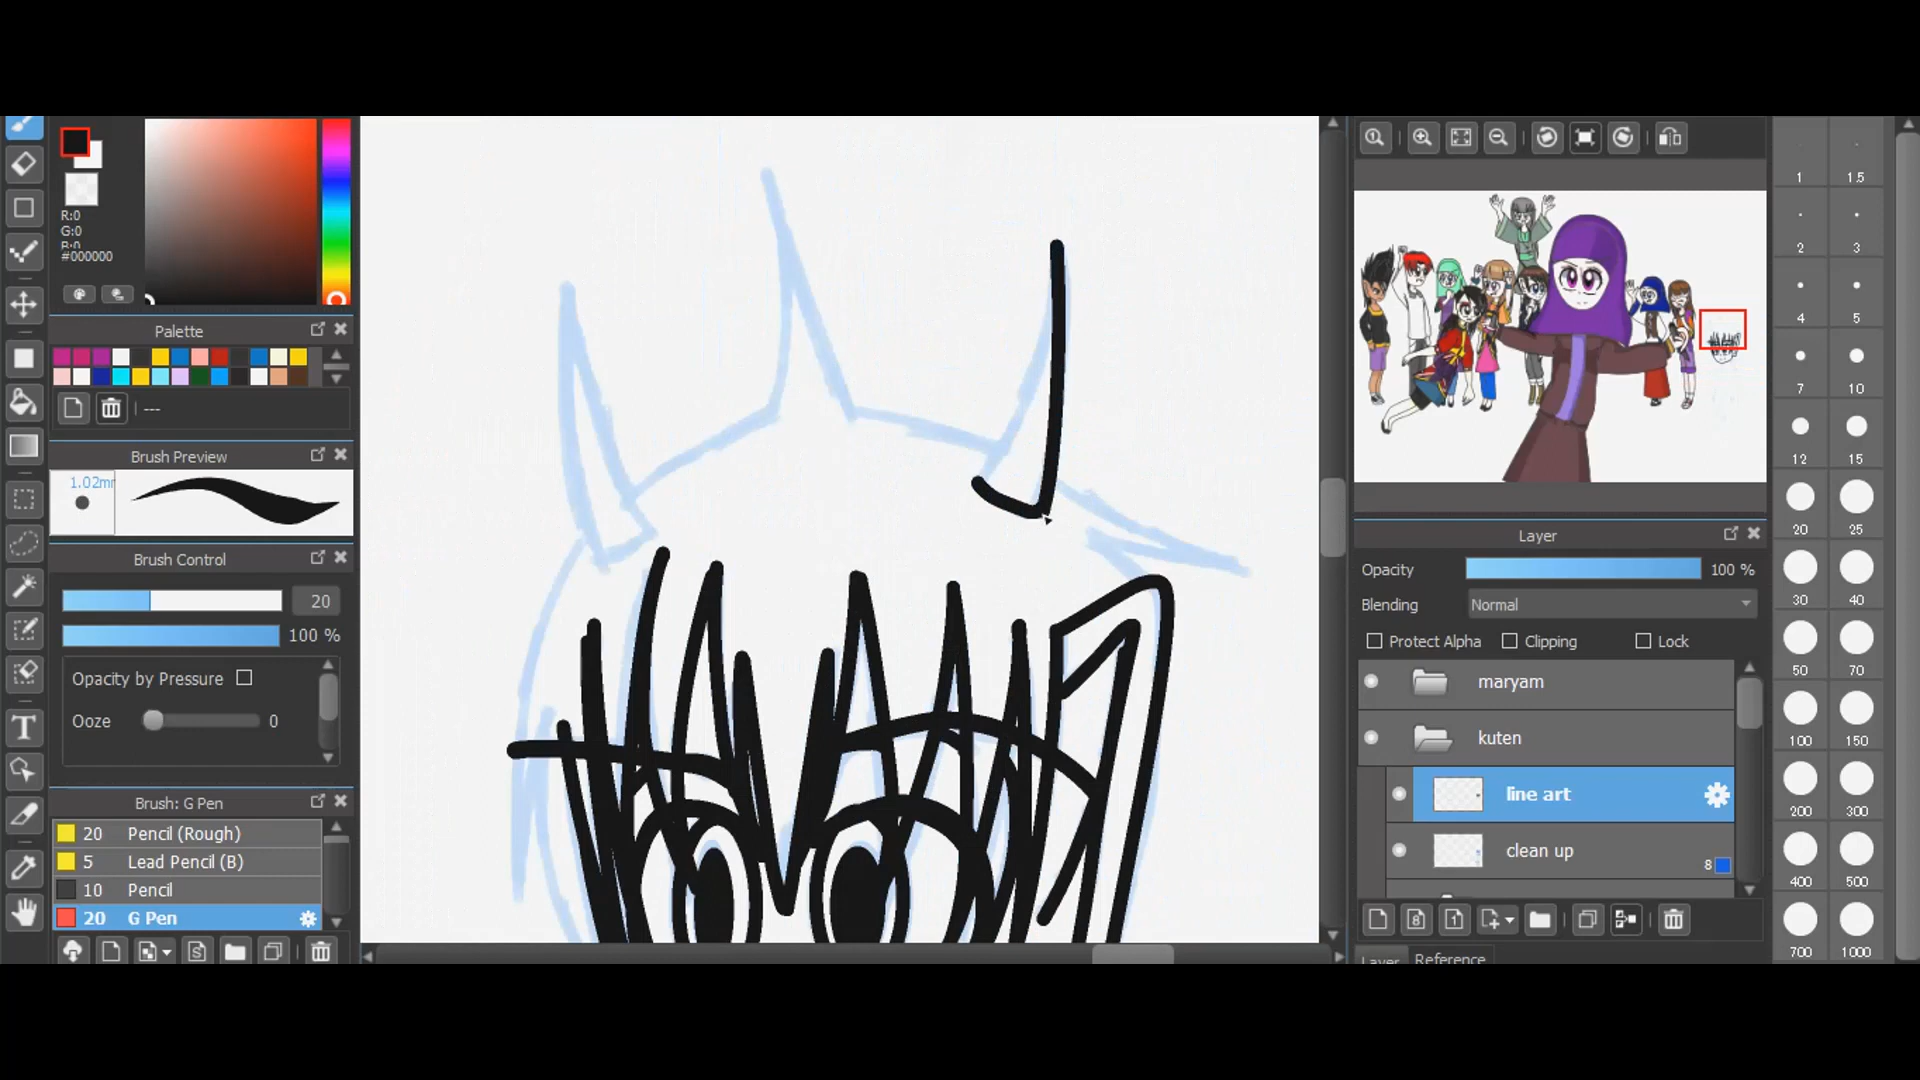 R:0
G:0
B:0
#000000
Palette
---
Brush Preview
1.02m
Brush Control
20
100 %
Opacity by Pressure
Ooze 0
Brush: G Pen
20 Pencil (Rough)
5 Lead Pencil (B)
10 Pencil
20 G Pen
Layer
Opacity 100 %
Blending Normal
Protect Alpha Clipping Lock
maryam
kuten
line art
clean up
8
Layer Reference
1 1.5
2 3
4 5
7 10
12 15
20 25
30 40
50 70
100 150
200 300
400 500
700 1000